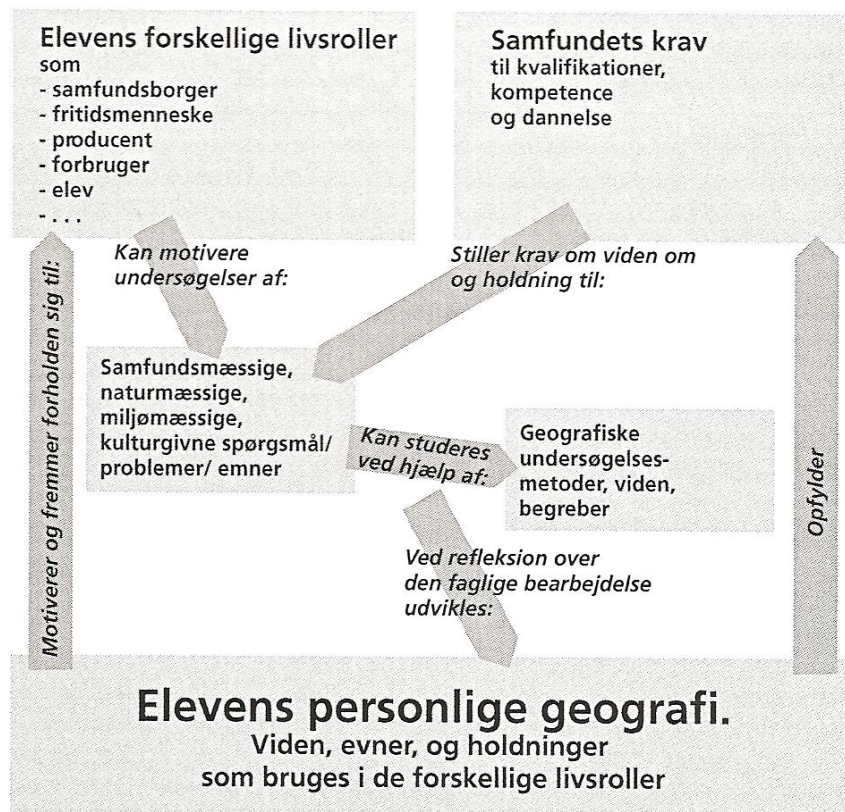 Elevens forskellige livsroller
som
- samfundsborger
- fritidsmenneske
- producent
- forbruger
- elev
- . . .
Samfundets krav
til kvalifikationer,
kompetence
og dannelse
Kan motivere
undersøgelser af:
Stiller krav om viden om
og holdning til:
Motiverer og fremmer forholden sig til:
Samfundsmæssige,
naturmæssige,
miljømæssige,
kulturgivne spørgsmål/
problemer/ emner
Kan studeres
ved hjælp af:
Geografiske
undersøgelses-
metoder, viden,
begreber
Opfylder
Ved refleksion over
den faglige bearbejdelse
udvikles:
Elevens personlige geografi.
Viden, evner, og holdninger
som bruges i de forskellige livsroller